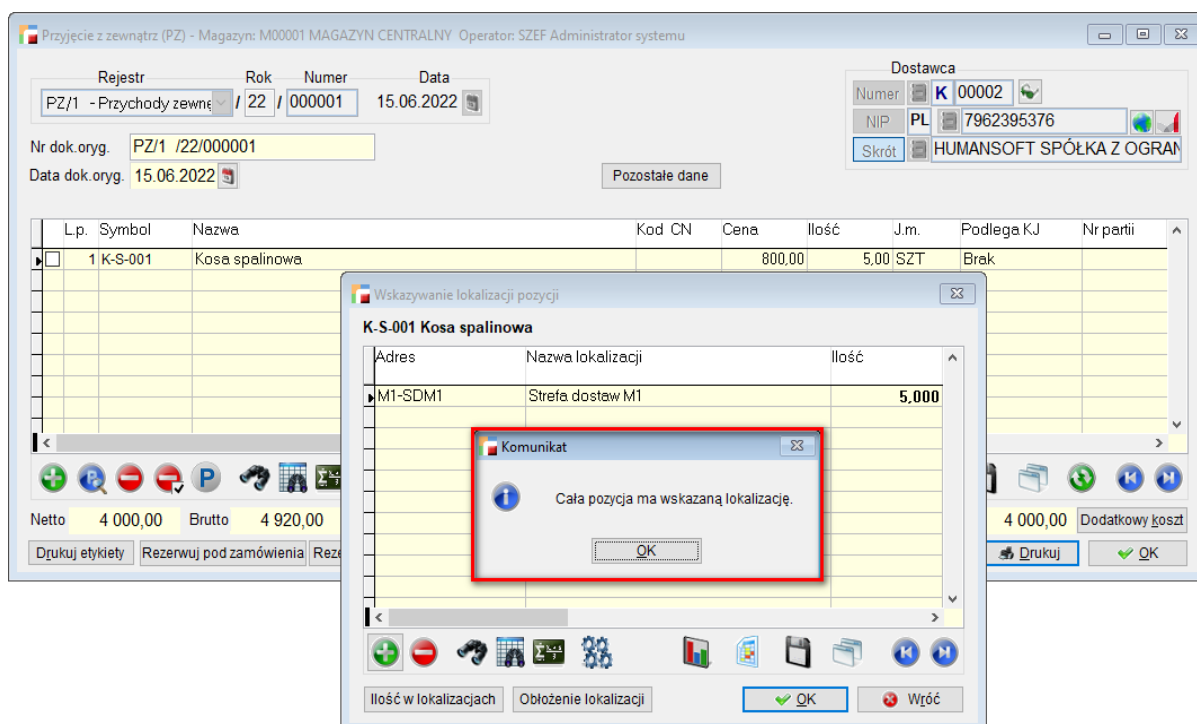 Przyjęcie z zewnątrz (PZ) - Magazyn: M00001 MAGAZYN CENTRALNY Operator: SZEF Administrator systemu
Rejestr Rok Numer Data
PZ/1 - Przychody zewnę / 22 / 000001 15.06.2022
Nr dok.oryg. PZ/1 /22/000001
Data dok.oryg. 15.06.2022
Pozostałe dane
Dostawca
Numer K 00002
NIP PL 7962395376
Skrót HUMANSOFT SPÓŁKA Z OGRAN
L.p. Symbol Nazwa Kod CN Cena Ilość J.m. Podlega KJ Nr partii
1 K-S-001 Kosa spalinowa 800,00 5,00 SZT Brak
Wskazywanie lokalizacji pozycji
K-S-001 Kosa spalinowa
Adres Nazwa lokalizacji Ilość
M1-SDM1 Strefa dostaw M1 5,000
Komunikat
Cała pozycja ma wskazaną lokalizację.
OK
Netto 4 000,00 Brutto 4 920,00 4 000,00 Dodatkowy koszt
Drukuj etykiety Rezerwuj pod zamówienia Reze Drukuj OK
Ilość w lokalizacjach Obłożenie lokalizacji OK Wróć